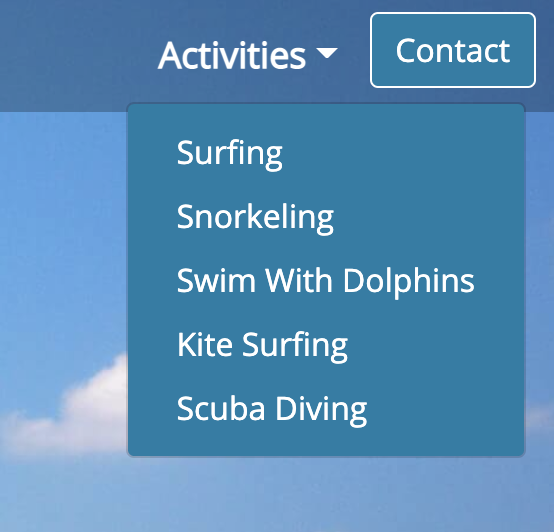 Activities Contact
Surfing
Snorkeling
Swim With Dolphins
Kite Surfing
Scuba Diving